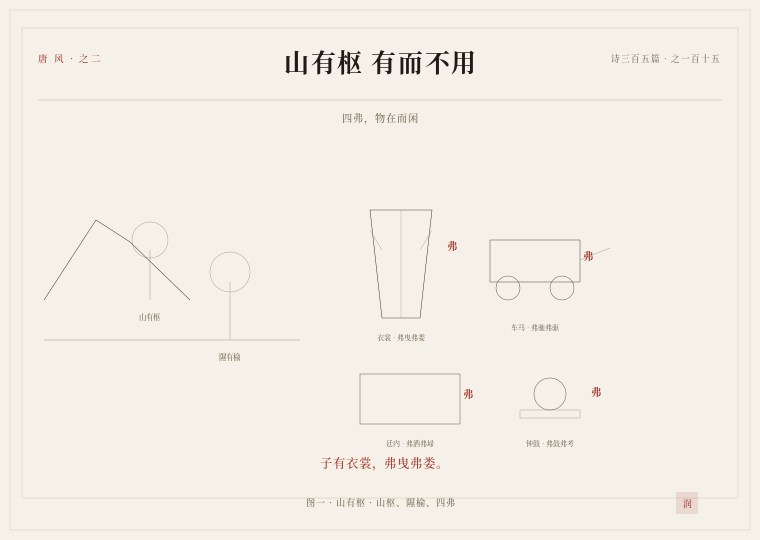 唐风·之二
山有枢 有而不用
诗三百五篇·之一百十五
四弗，物在而闲
弗
弗
山有枢
车马·弗驰弗驱
衣裳·弗曳弗娄
隰有榆
弗
弗
廷内·弗洒弗埽
钟鼓·弗鼓弗考
子有衣裳，弗曳弗娄。
图一·山有枢·山枢、隰榆、四弗
润